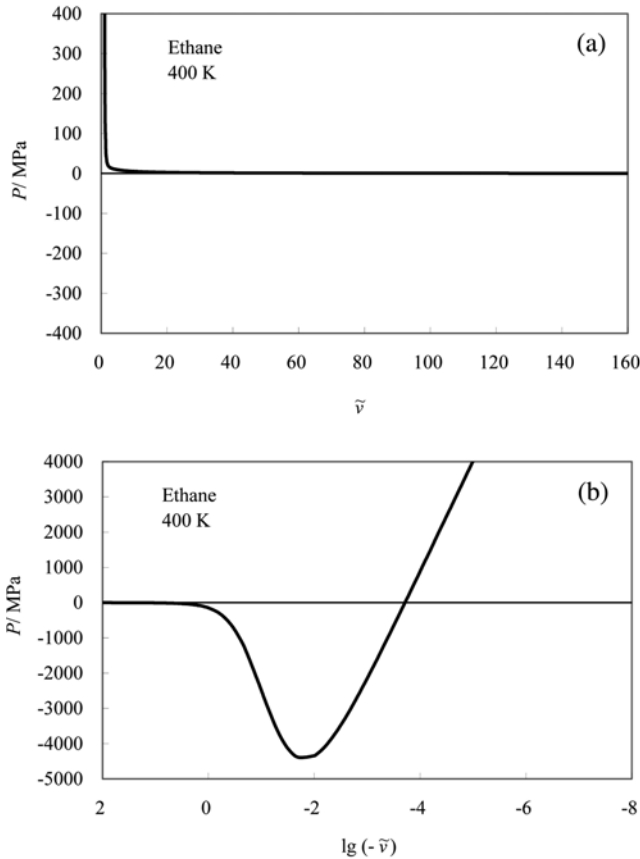 (a)
Ethane
400 K
400
300
200
100
0
-100
-200
-300
-400
P/ MPa
0 20 40 60 80 100 120 140 160
ṽ
(b)
Ethane
400 K
4000
3000
2000
1000
0
-1000
-2000
-3000
-4000
-5000
P/ MPa
2 0 -2 -4 -6 -8
lg (- ṽ)